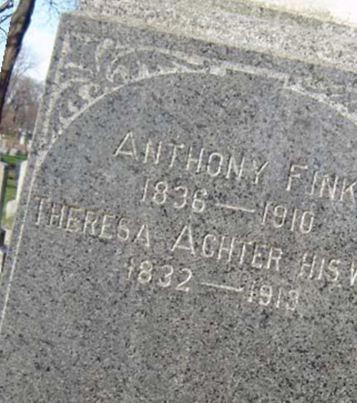 ANTHONY FINK
1836 — 1910
THERESA ACHTER HIS
1832 — 1913